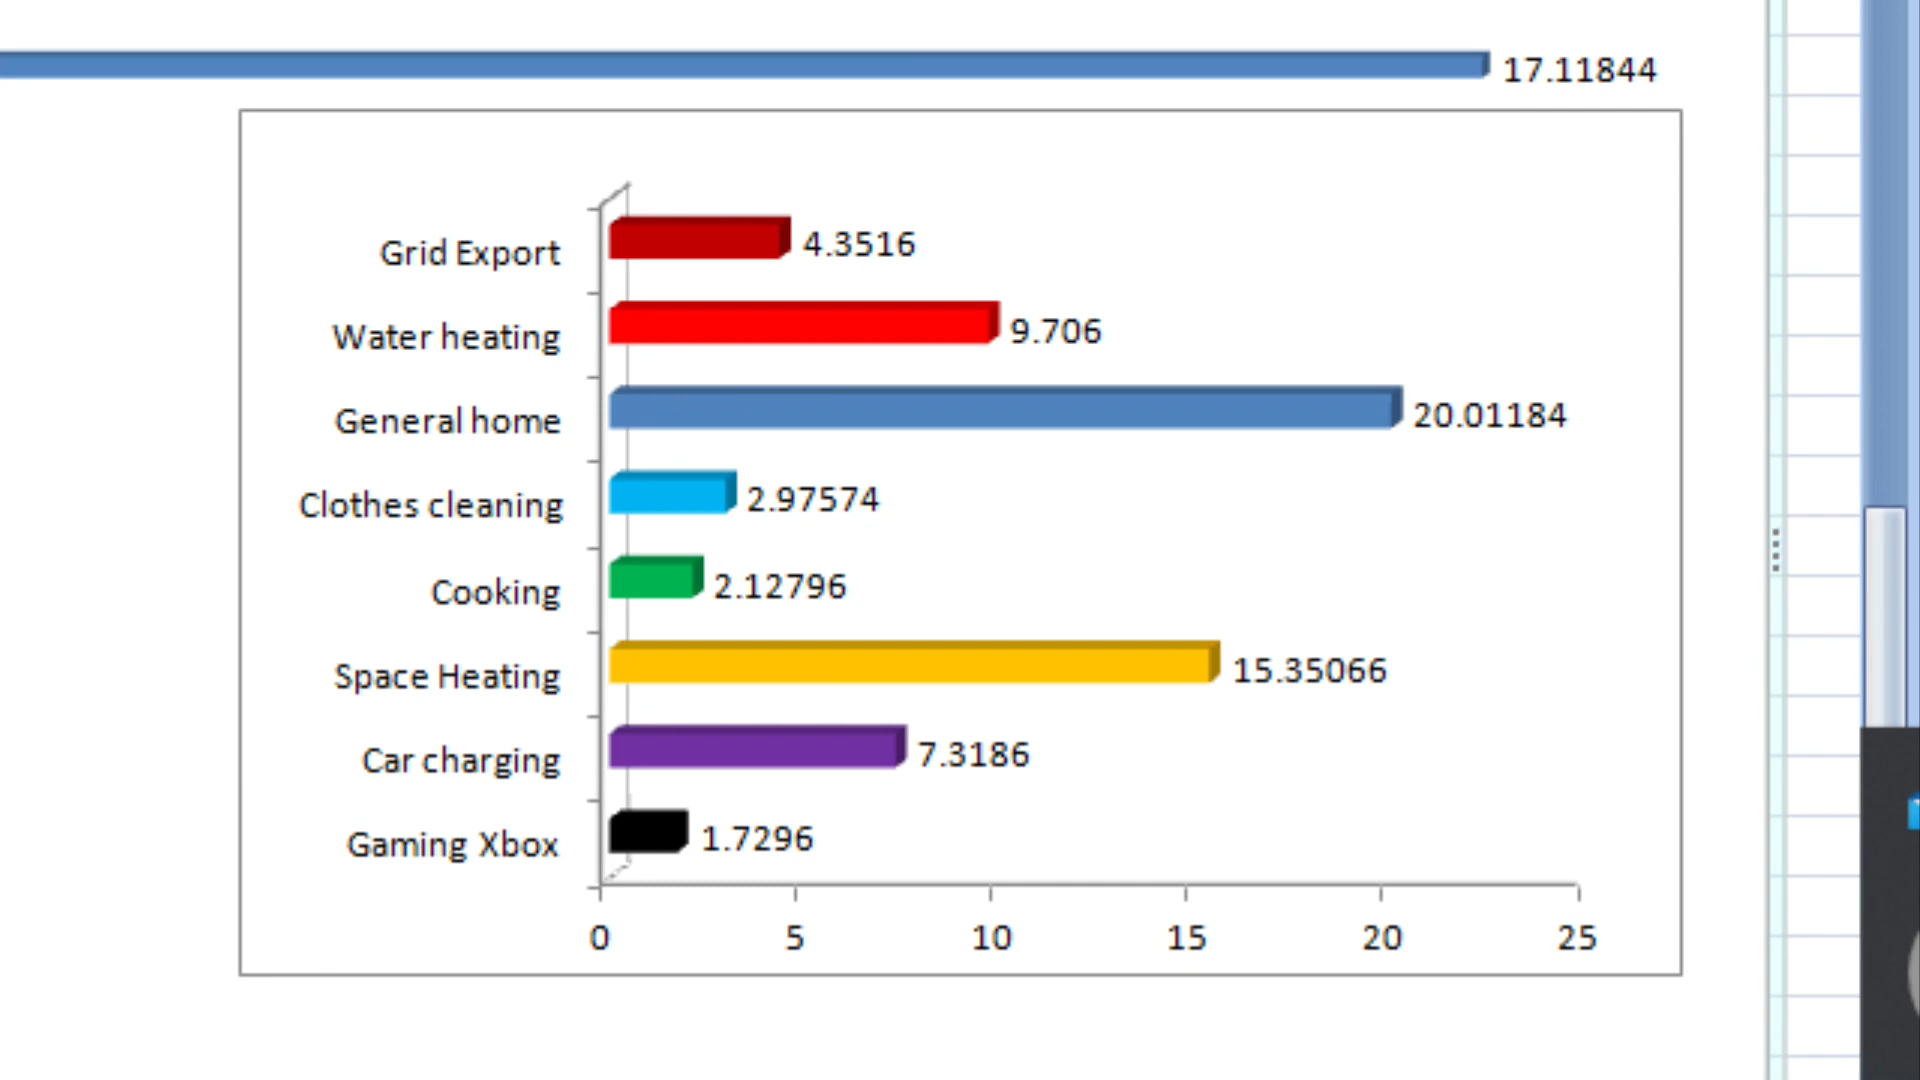 17.11844
Grid Export 4.3516
Water heating 9.706
General home 20.01184
Clothes cleaning 2.97574
Cooking 2.12796
Space Heating 15.35066
Car charging 7.3186
Gaming Xbox 1.7296
0 5 10 15 20 25